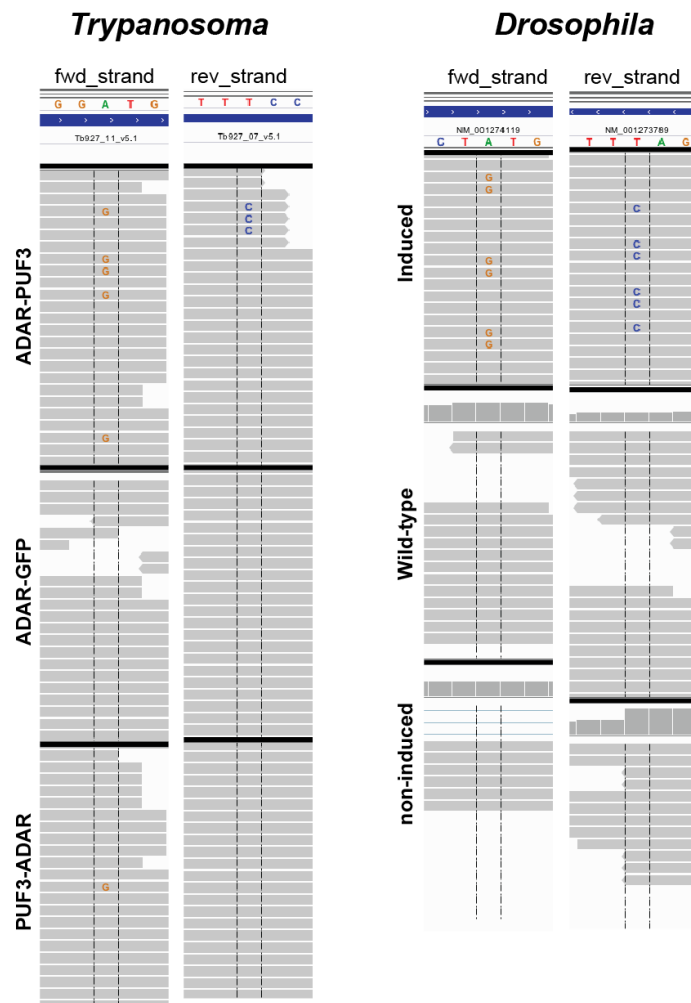 Trypanosoma
Drosophila
fwd_strand
rev_strand
fwd_strand
rev_strand
G G A T G
T T T C C
Tb927_11_v5.1
Tb927_07_v5.1
NM_001274119
NM_001273789
C T A T G
T T T A G
ADAR-PUF3
G
G
G
G
G
C
C
C
ADAR-GFP
PUF3-ADAR
G
Induced
G
G
G
G
G
G
C
C
C
C
C
C
Wild-type
non-induced